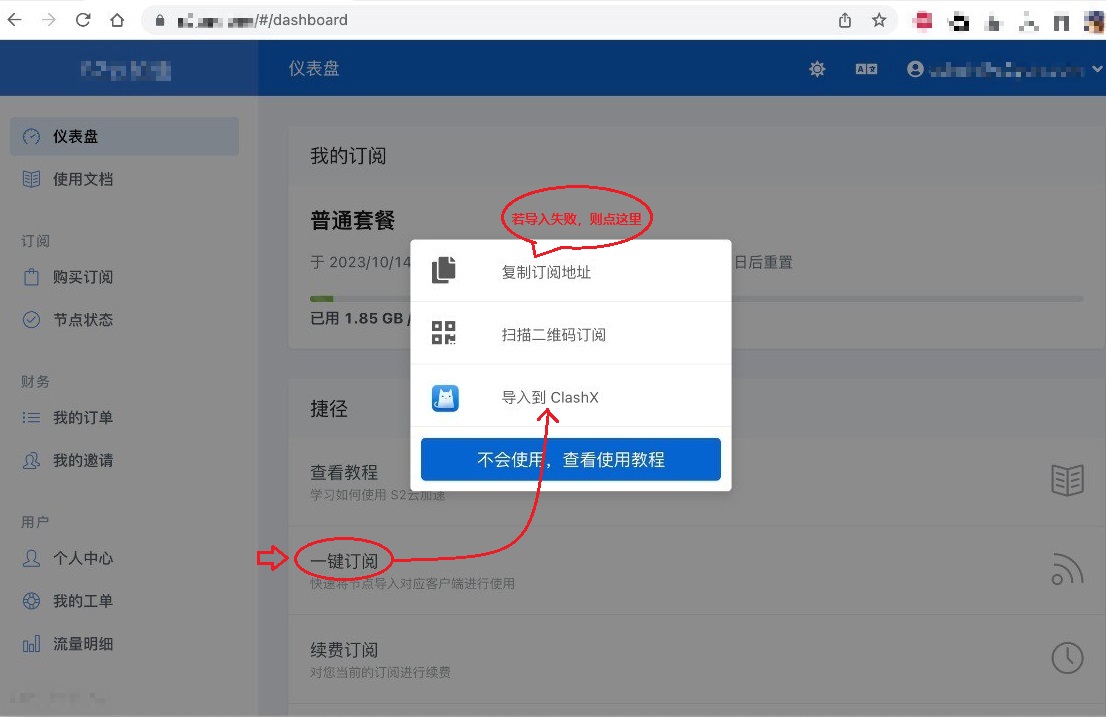 /#/dashboard
仪表盘
仪表盘
使用文档
订阅
购买订阅
节点状态
财务
我的订单
我的邀请
用户
个人中心
我的工单
流量明细
我的订阅
普通套餐
于 2023/10/14
日后重置
已用 1.85 GB /
若导入失败，则点这里
复制订阅地址
扫描二维码订阅
导入到 ClashX
不会使用，查看使用教程
捷径
查看教程
学习如何使用 S2云加速
一键订阅
快速将节点导入对应客户端进行使用
续费订阅
对您当前的订阅进行续费